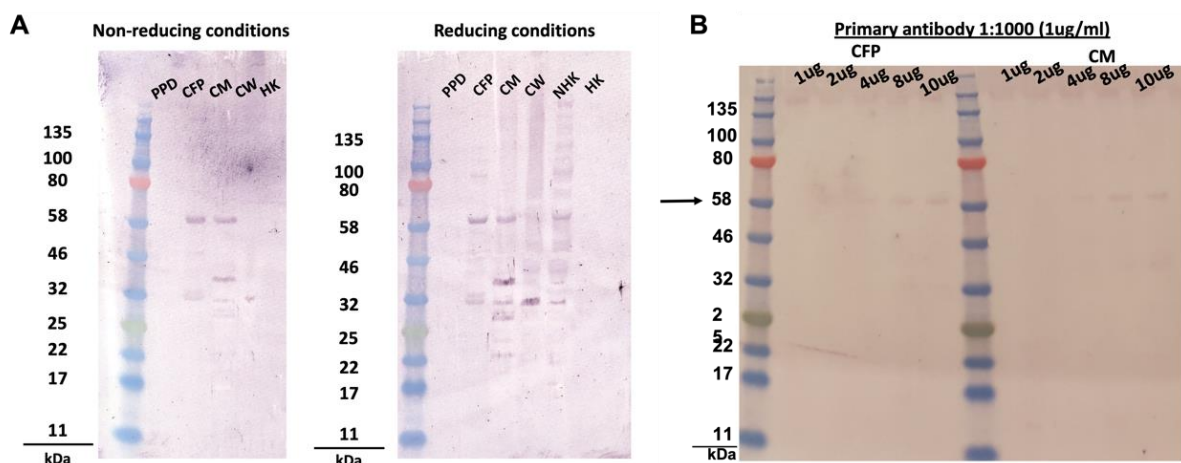 A
Non-reducing conditions
PPD CFP CM CW HK
135
100
80
58
46
32
25
22
17
11
kDa
Reducing conditions
PPD CFP CM CW NHK HK
135
100
80
58
46
32
25
22
17
11
kDa
B
Primary antibody 1:1000 (1ug/ml)
CFP CM
1ug 2ug 4ug 8ug 10ug 1ug 2ug 4ug 8ug 10ug
135
100
80
58
46
32
2
5
22
17
11
kDa